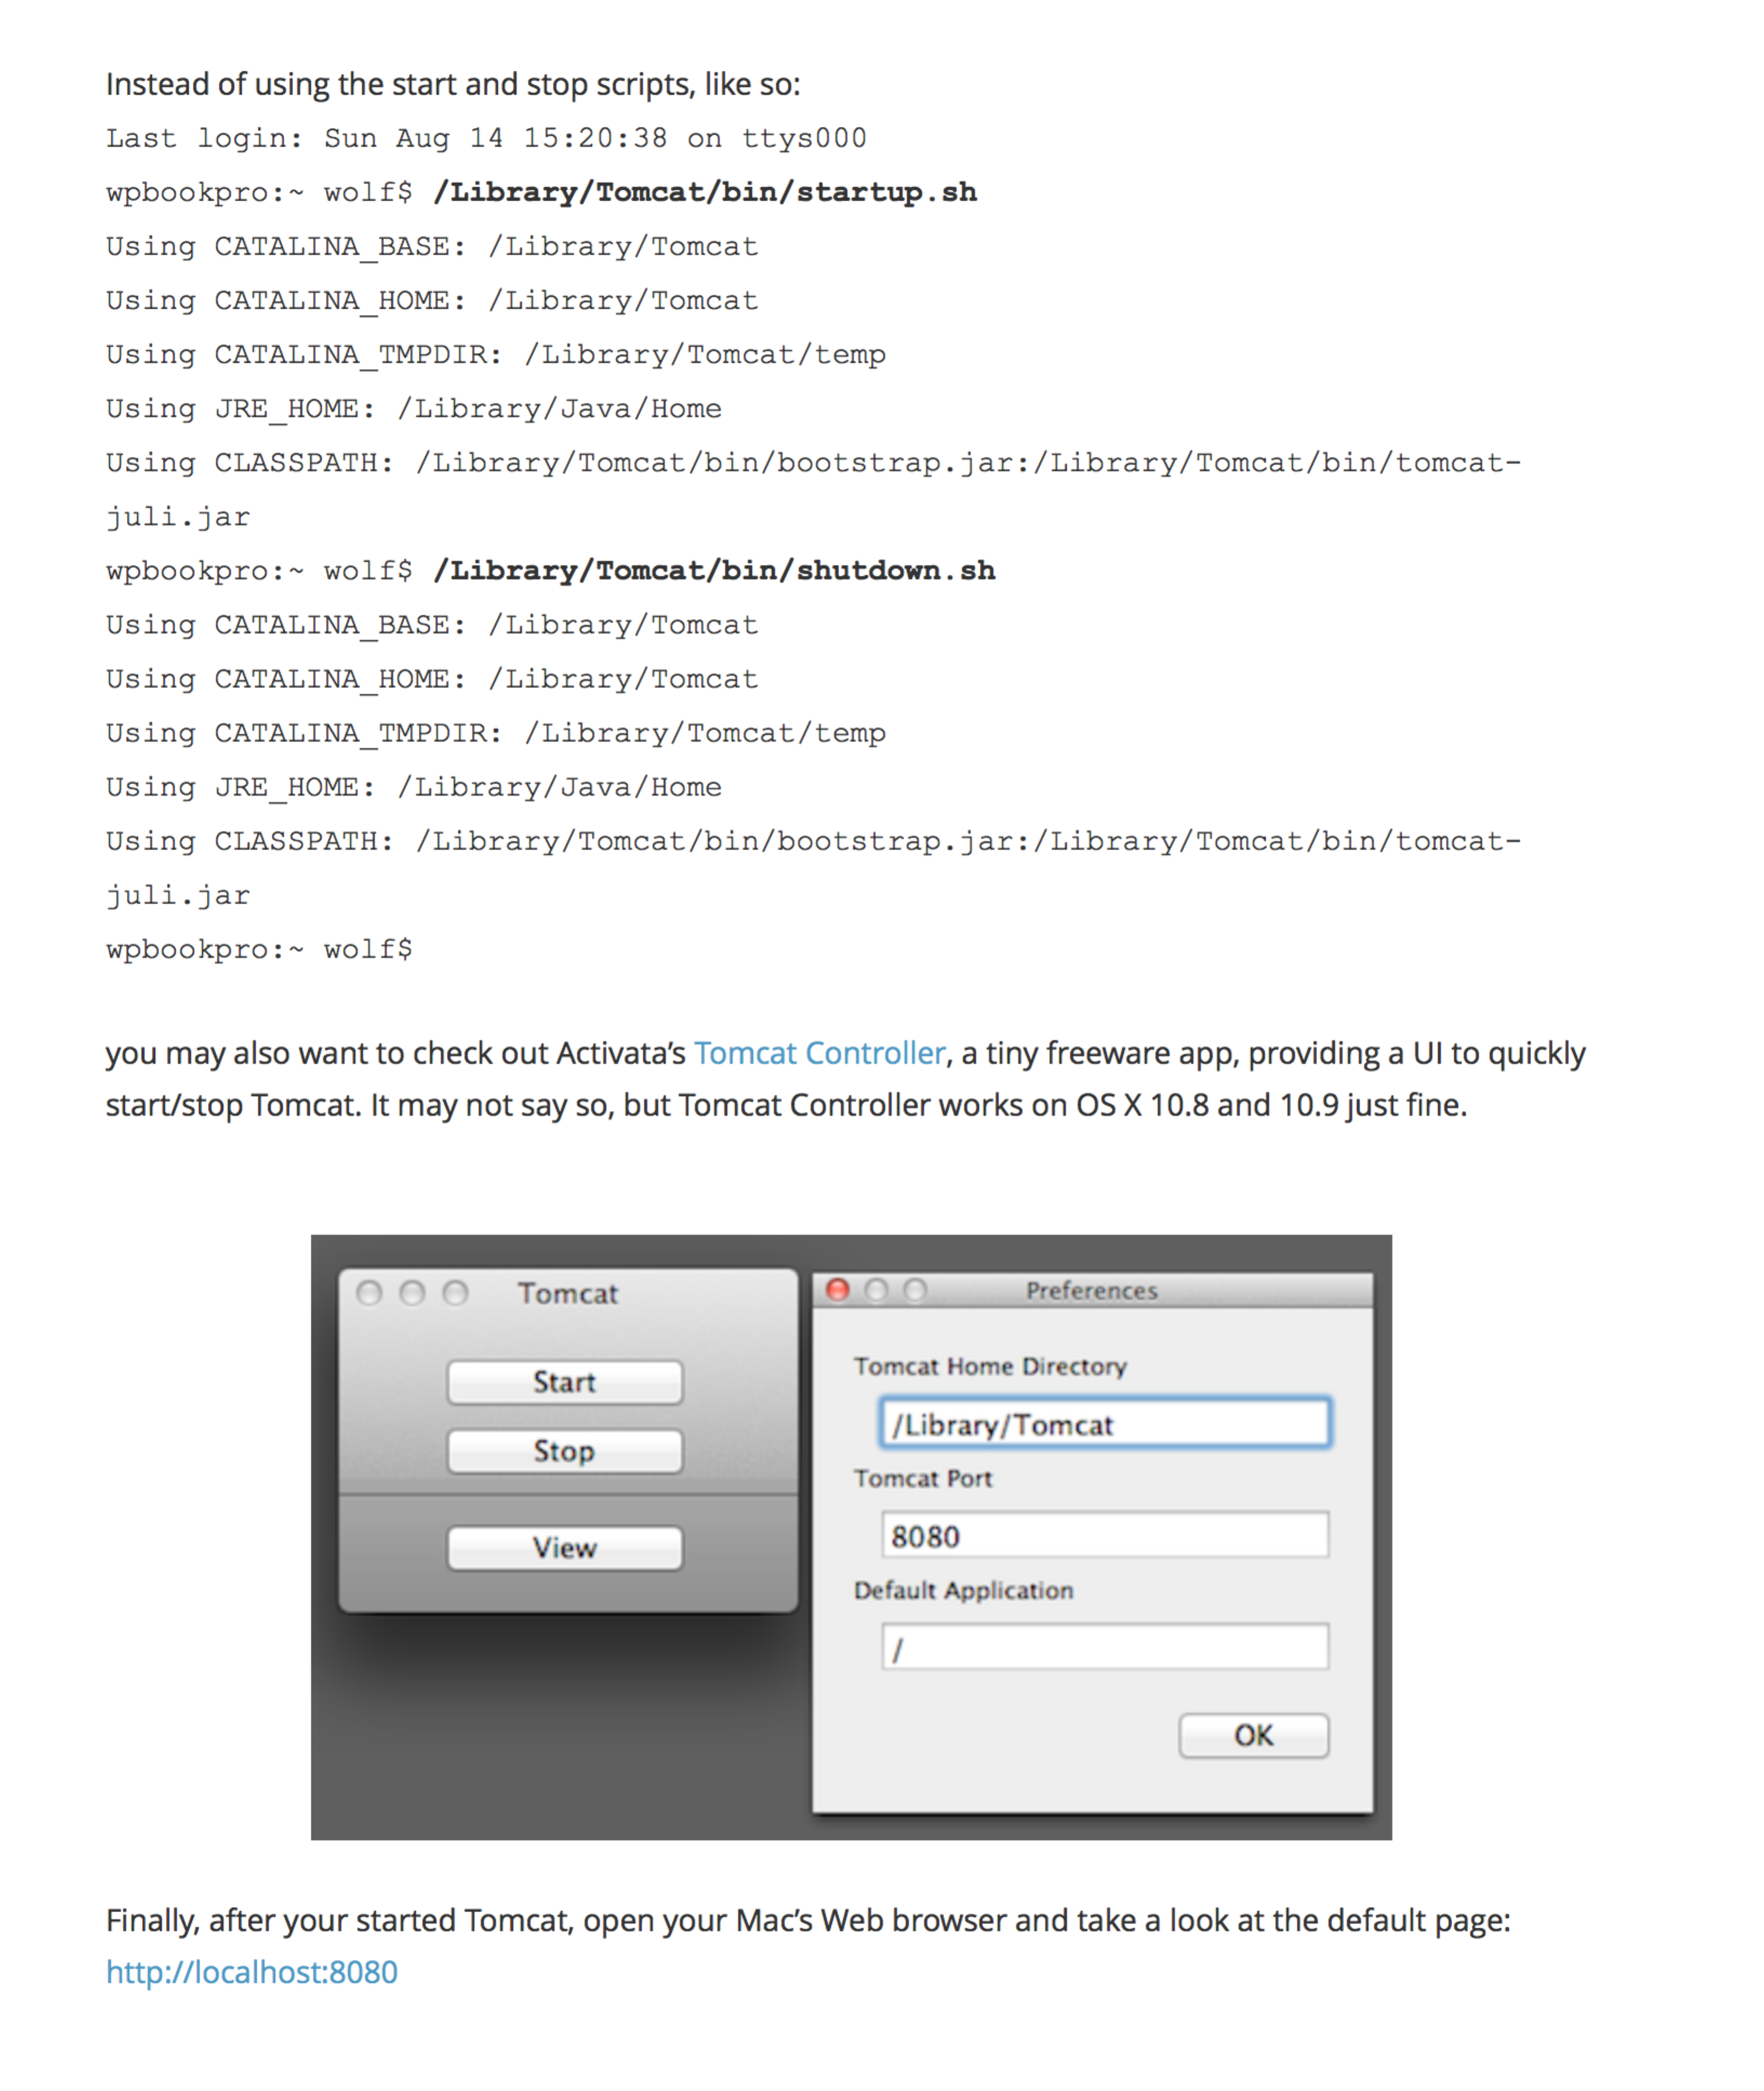 Instead of using the start and stop scripts, like so:
Last login: Sun Aug 14 15:20:38 on ttys000
wpbookpro:~ wolf$ /Library/Tomcat/bin/startup.sh
Using CATALINA_BASE: /Library/Tomcat
Using CATALINA_HOME: /Library/Tomcat
Using CATALINA_TMPDIR: /Library/Tomcat/temp
Using JRE_HOME: /Library/Java/Home
Using CLASSPATH: /Library/Tomcat/bin/bootstrap.jar:/Library/Tomcat/bin/tomcat-
juli.jar
wpbookpro:~ wolf$ /Library/Tomcat/bin/shutdown.sh
Using CATALINA_BASE: /Library/Tomcat
Using CATALINA_HOME: /Library/Tomcat
Using CATALINA_TMPDIR: /Library/Tomcat/temp
Using JRE_HOME: /Library/Java/Home
Using CLASSPATH: /Library/Tomcat/bin/bootstrap.jar:/Library/Tomcat/bin/tomcat-
juli.jar
wpbookpro:~ wolf$
you may also want to check out Activata’s Tomcat Controller, a tiny freeware app, providing a UI to quickly
start/stop Tomcat. It may not say so, but Tomcat Controller works on OS X 10.8 and 10.9 just fine.
Tomcat
Start
Stop
View
Preferences
Tomcat Home Directory
/Library/Tomcat
Tomcat Port
8080
Default Application
/
OK
Finally, after your started Tomcat, open your Mac’s Web browser and take a look at the default page:
http://localhost:8080